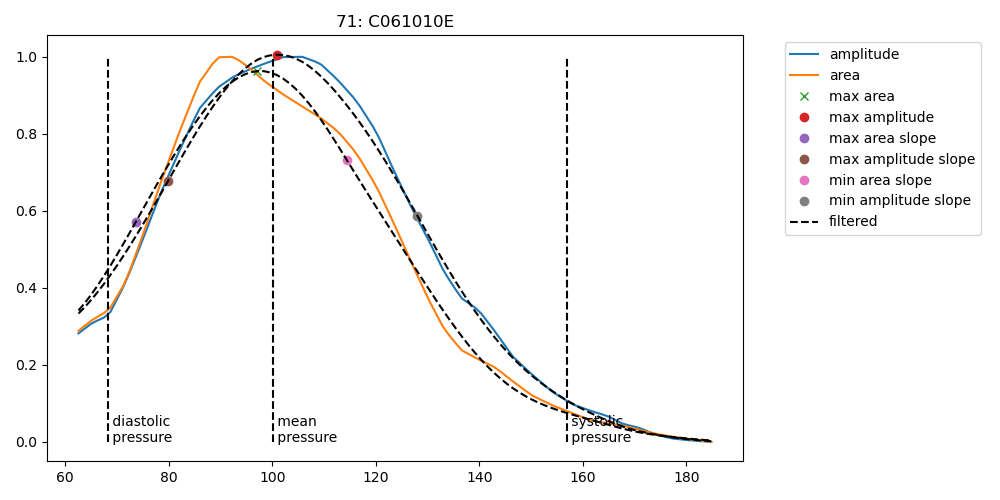 71: C061010E
1.0
0.8
0.6
0.4
0.2
0.0
diastolic
pressure
mean
pressure
systolic
pressure
60
80
100
120
140
160
180
amplitude
area
max area
max amplitude
max area slope
max amplitude slope
min area slope
min amplitude slope
filtered